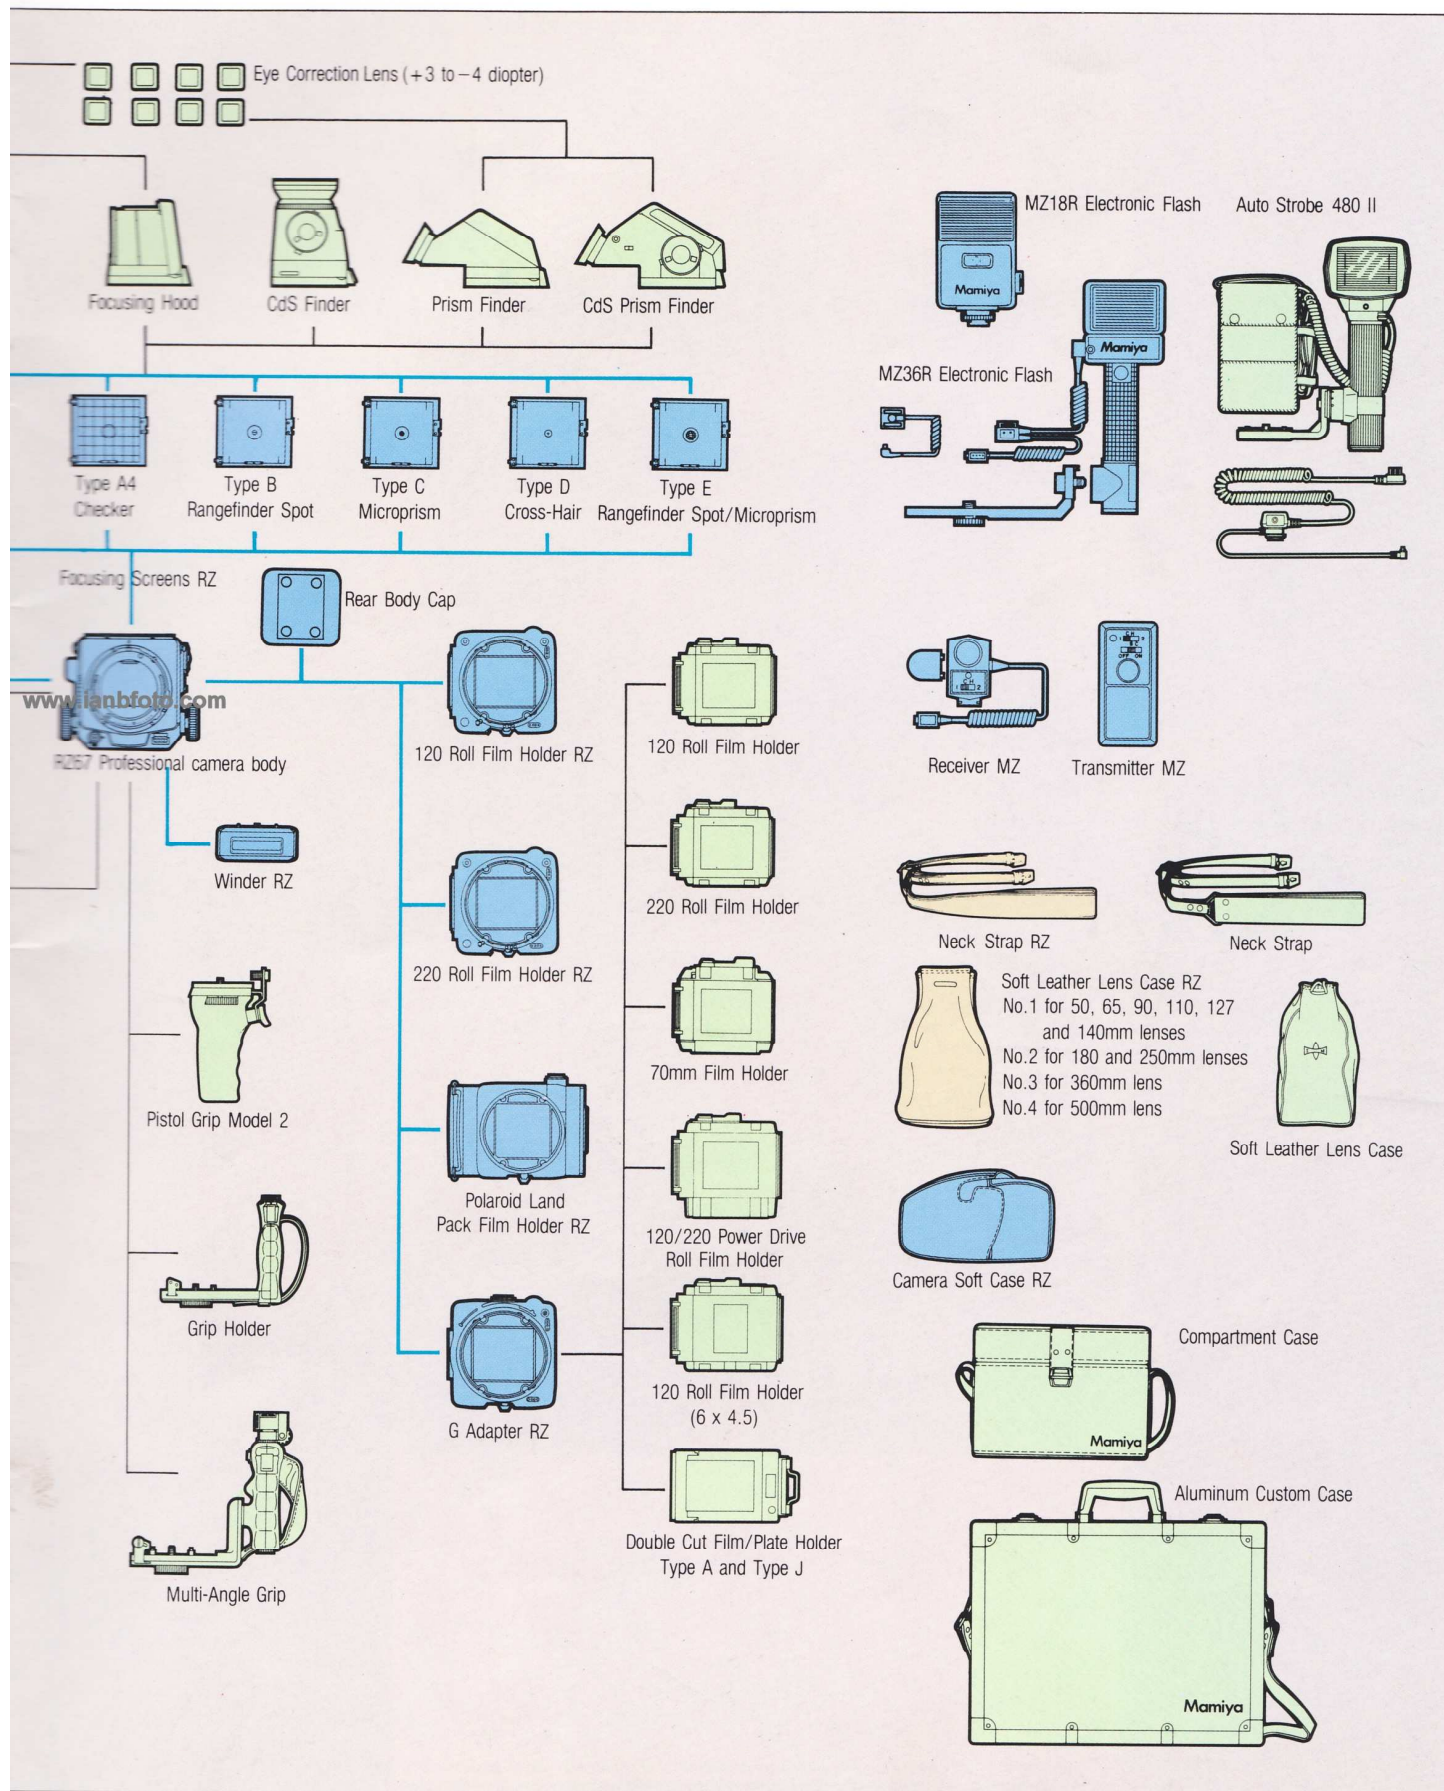 Eye Correction Lens (+3 to −4 diopter)
Focusing Hood
CdS Finder
Prism Finder
CdS Prism Finder
Type A4
Checker
Type B
Rangefinder Spot
Type C
Microprism
Type D
Cross-Hair
Type E
Rangefinder Spot/Microprism
Focusing Screens RZ
Rear Body Cap
www.ianbfoto.com
RZ67 Professional camera body
Winder RZ
Pistol Grip Model 2
Grip Holder
Multi-Angle Grip
120 Roll Film Holder RZ
220 Roll Film Holder RZ
Polaroid Land
Pack Film Holder RZ
G Adapter RZ
120 Roll Film Holder
220 Roll Film Holder
70mm Film Holder
120/220 Power Drive
Roll Film Holder
120 Roll Film Holder
(6 x 4.5)
Double Cut Film/Plate Holder
Type A and Type J
MZ18R Electronic Flash
Mamiya
Auto Strobe 480 II
MZ36R Electronic Flash
Mamiya
CH
1 2
Receiver MZ
CH
1 2
OFF ON
Transmitter MZ
Neck Strap RZ
Neck Strap
Soft Leather Lens Case RZ
No.1 for 50, 65, 90, 110, 127
and 140mm lenses
No.2 for 180 and 250mm lenses
No.3 for 360mm lens
No.4 for 500mm lens
Soft Leather Lens Case
Camera Soft Case RZ
Compartment Case
Mamiya
Aluminum Custom Case
Mamiya